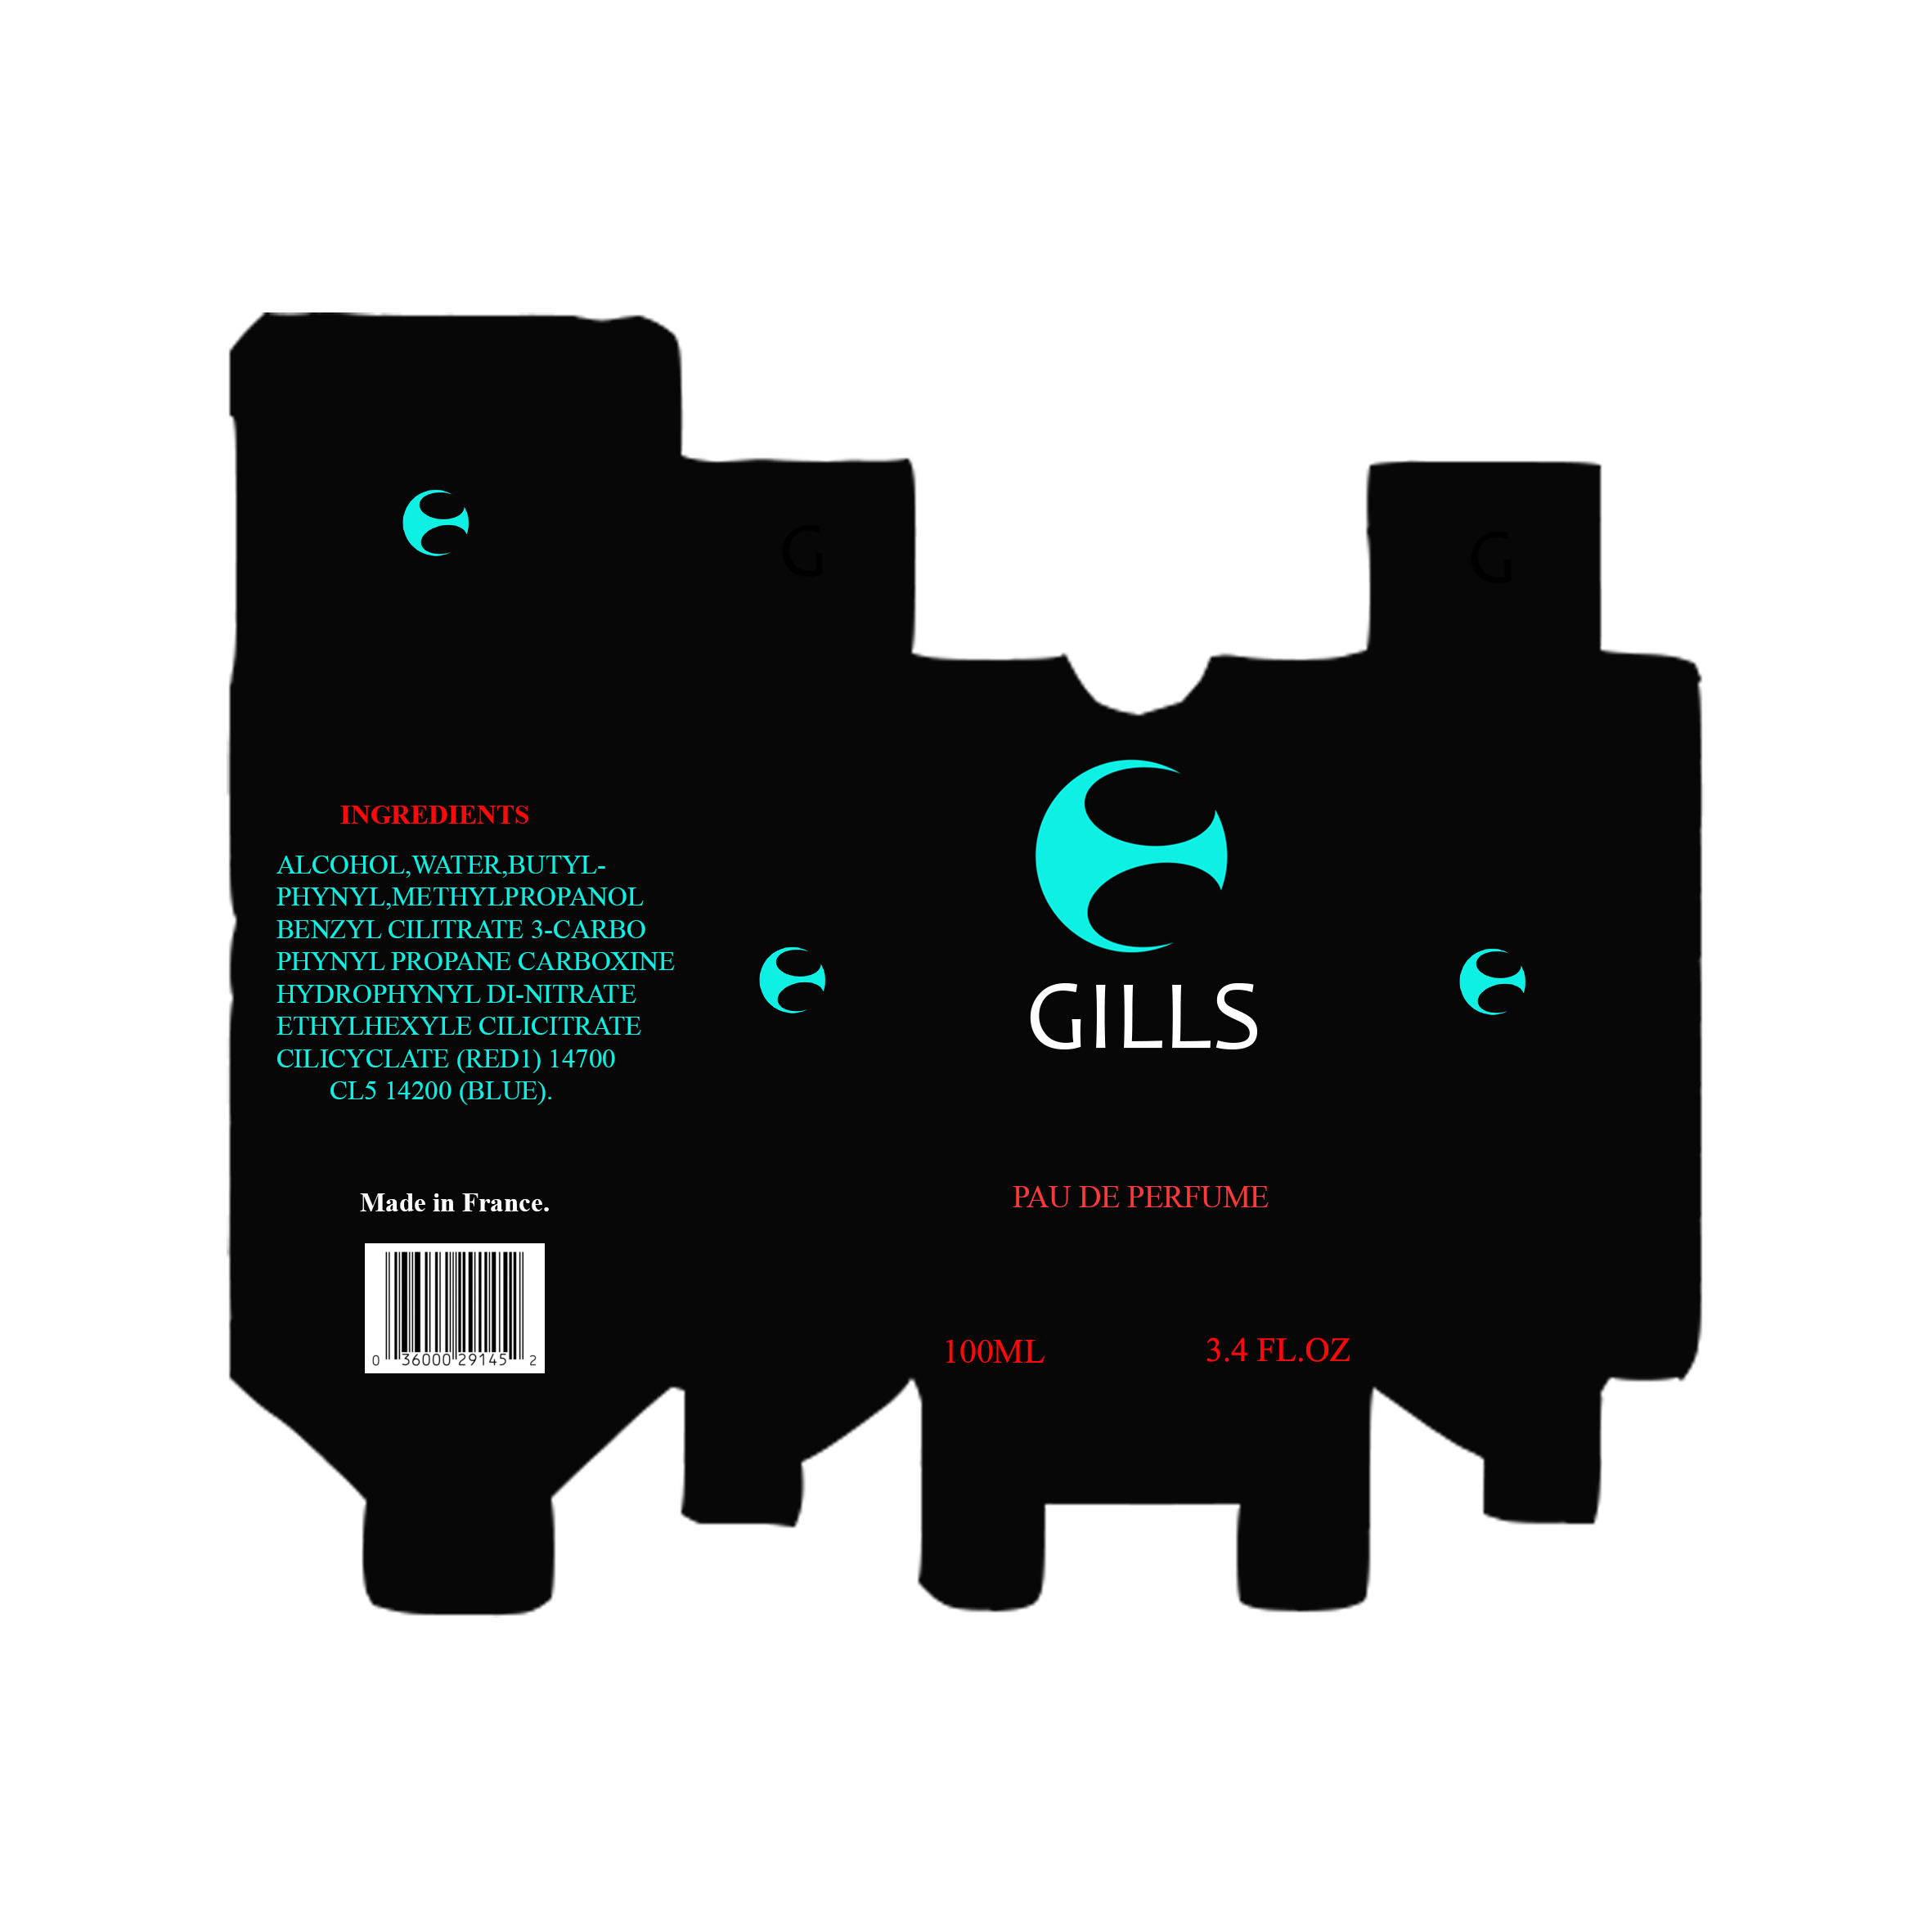 G
G
INGREDIENTS
ALCOHOL,WATER,BUTYL-
PHYNYL,METHYLPROPANOL
BENZYL CILITRATE 3-CARBO
PHYNYL PROPANE CARBOXINE
HYDROPHYNYL DI-NITRATE
ETHYLHEXYLE CILICITRATE
CILICYCLATE (RED1) 14700
CL5 14200 (BLUE).
Made in France.
0 36000 29145 2
GILLS
PAU DE PERFUME
100ML
3.4 FL.OZ